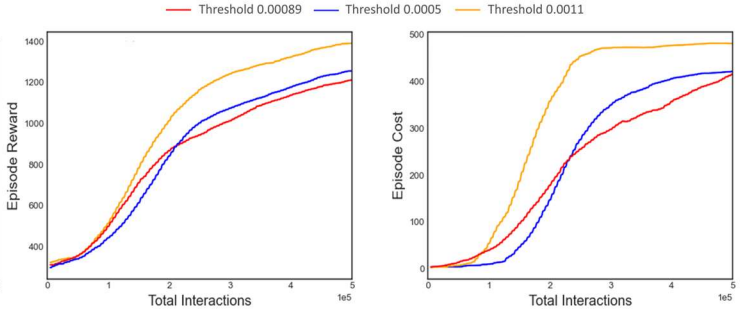 Threshold 0.00089 Threshold 0.0005 Threshold 0.0011
Episode Reward
1400
1200
1000
800
600
400
0 1 2 3 4 5
1e5
Total Interactions
Episode Cost
500
400
300
200
100
0
0 1 2 3 4 5
1e5
Total Interactions